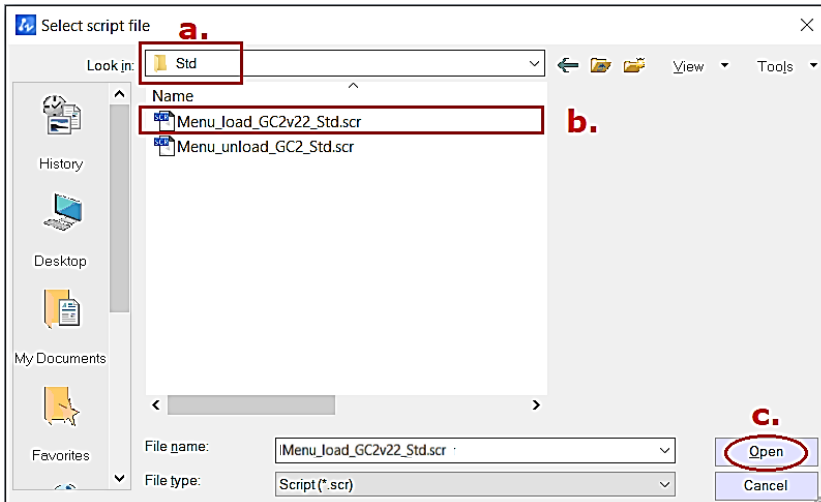 Select script file
a.
Look in:
Std
View
Tools
Name
Menu_load_GC2v22_Std.scr
b.
Menu_unload_GC2_Std.scr
History
Desktop
My Documents
Favorites
c.
File name:
Menu_load_GC2v22_Std.scr
Open
File type:
Script (*.scr)
Cancel